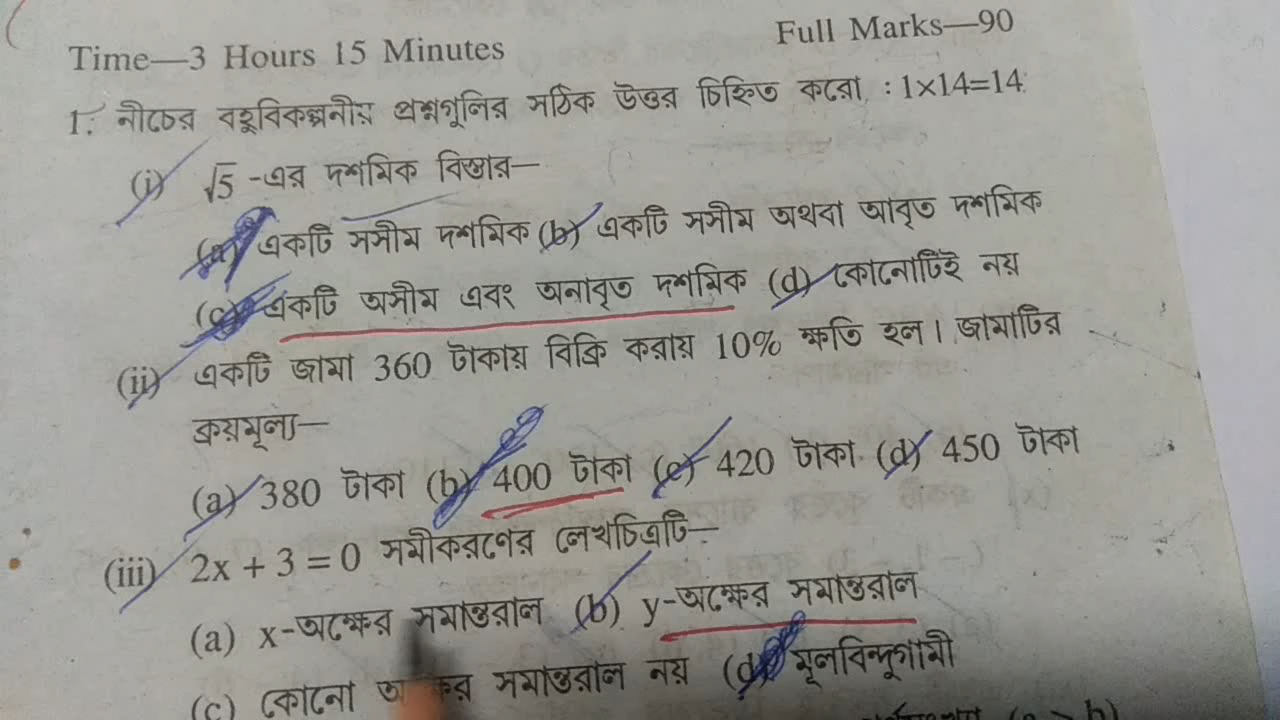 Time—3 Hours 15 Minutes
Full Marks—90
1. নীচের বহুবিকল্পনীয় প্রশ্নগুলির সঠিক উত্তর চিহ্নিত করো : 1×14=14
(i) √5 -এর দশমিক বিস্তার—
(a) একটি সসীম দশমিক (b) একটি সসীম অথবা আবৃত দশমিক
(c) একটি অসীম এবং অনাবৃত দশমিক (d) কোনোটিই নয়
(ii) একটি জামা 360 টাকায় বিক্রি করায় 10% ক্ষতি হল। জামাটির
ক্রয়মূল্য—
(a) 380 টাকা (b) 400 টাকা (c) 420 টাকা (d) 450 টাকা
(iii) 2x + 3 = 0 সমীকরণের লেখচিত্রটি—
(a) x-অক্ষের সমান্তরাল (b) y-অক্ষের সমান্তরাল
(c) কোনো অক্ষের সমান্তরাল নয় (d) মূলবিন্দুগামী
(a > b)